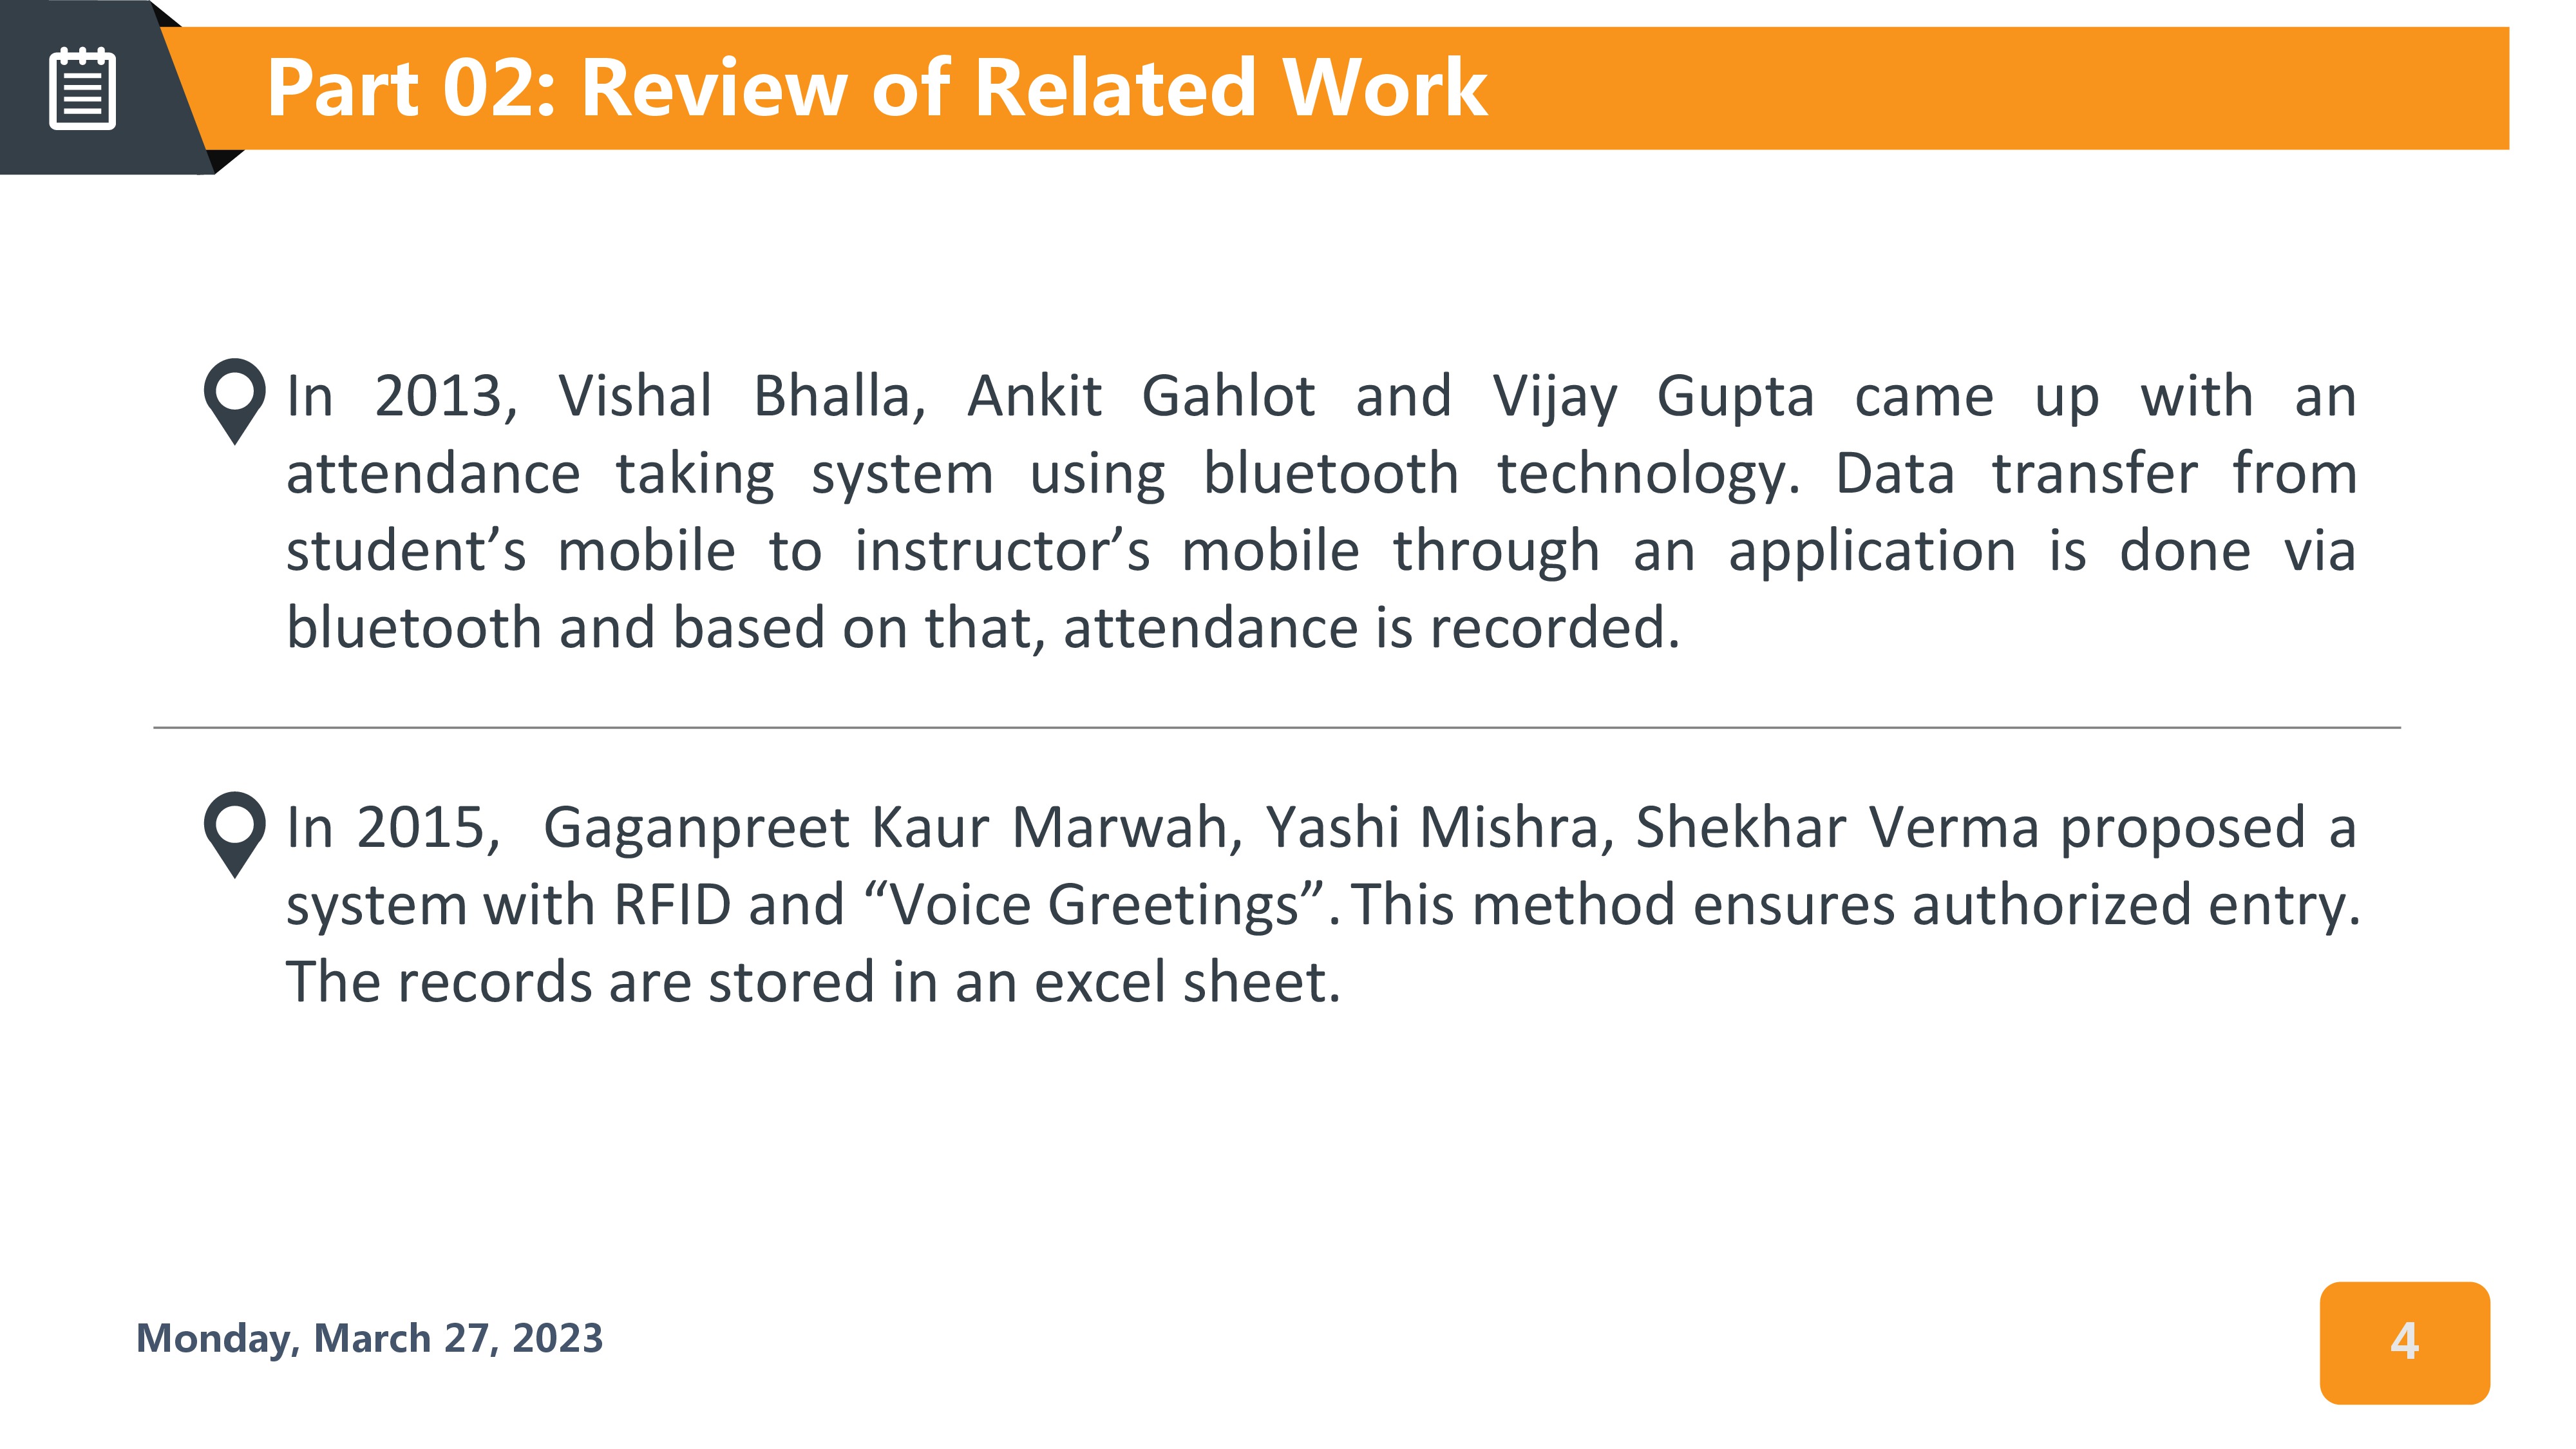 Part 02: Review of Related Work
In 2013, Vishal Bhalla, Ankit Gahlot and Vijay Gupta came up with an
attendance taking system using bluetooth technology. Data transfer from
student’s mobile to instructor’s mobile through an application is done via
bluetooth and based on that, attendance is recorded.
In 2015,  Gaganpreet Kaur Marwah, Yashi Mishra, Shekhar Verma proposed a
system with RFID and “Voice Greetings”. This method ensures authorized entry.
The records are stored in an excel sheet.
Monday, March 27, 2023
4